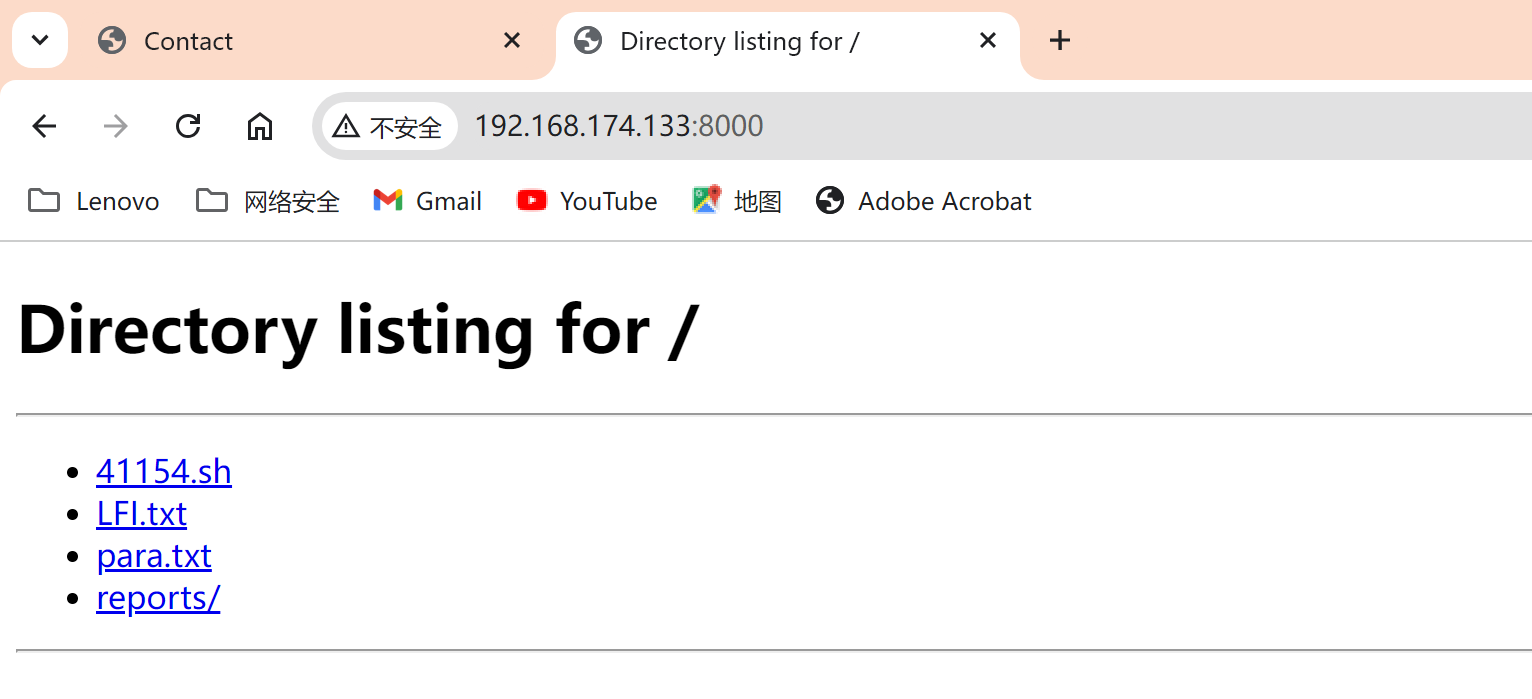 Contact
Directory listing for /
不安全 192.168.174.133:8000
Lenovo 网络安全 Gmail YouTube 地图 Adobe Acrobat
Directory listing for /
41154.sh
LFI.txt
para.txt
reports/